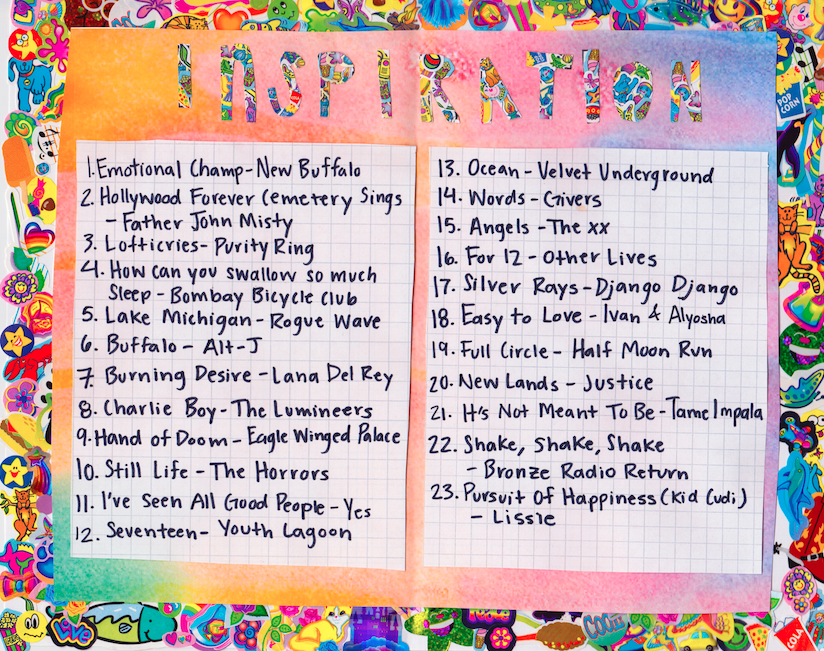 INSPIRATION
1. Emotional Champ - New Buffalo
2. Hollywood Forever Cemetery Sings
- Father John Misty
3. Lofticries - Purity Ring
4. How can you swallow so much
Sleep - Bombay Bicycle Club
5. Lake Michigan - Rogue Wave
6. Buffalo - Alt-J
7. Burning Desire - Lana Del Rey
8. Charlie Boy - The Lumineers
9. Hand of Doom - Eagle Winged Palace
10. Still Life - The Horrors
11. I've Seen All Good People - Yes
12. Seventeen - Youth Lagoon
13. Ocean - Velvet Underground
14. Words - Givers
15. Angels - The xx
16. For 12 - Other Lives
17. Silver Rays - Django Django
18. Easy to Love - Ivan & Alyosha
19. Full Circle - Half Moon Run
20. New Lands - Justice
21. It's Not Meant To Be - Tame Impala
22. Shake, Shake, Shake
- Bronze Radio Return
23. Pursuit Of Happiness (Kid Cudi)
- Lissie
POP
CORN
LOVE
COOL
COLA